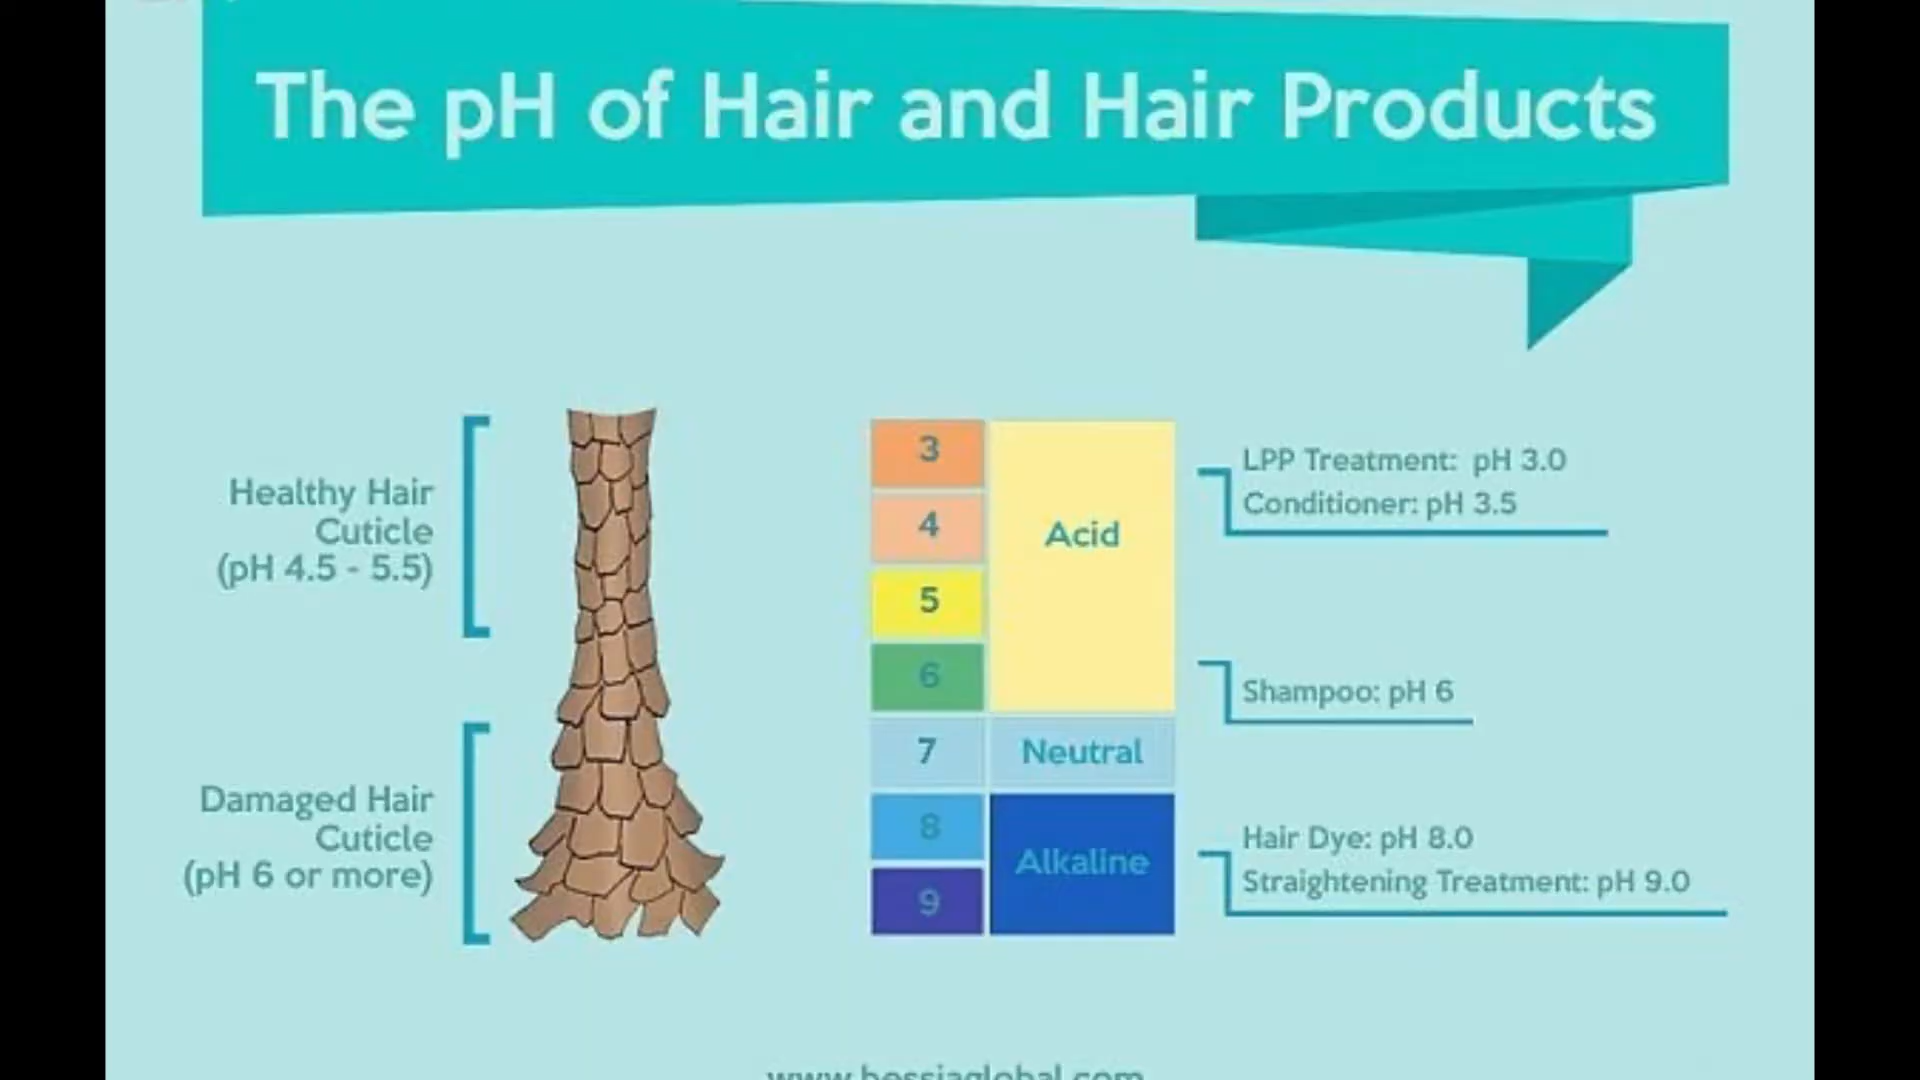 The pH of Hair and Hair Products
Healthy Hair
Cuticle
(pH 4.5 - 5.5)
Damaged Hair
Cuticle
(pH 6 or more)
3
4
5
6
7
8
9
Acid
Neutral
Alkaline
LPP Treatment: pH 3.0
Conditioner: pH 3.5
Shampoo: pH 6
Hair Dye: pH 8.0
Straightening Treatment: pH 9.0